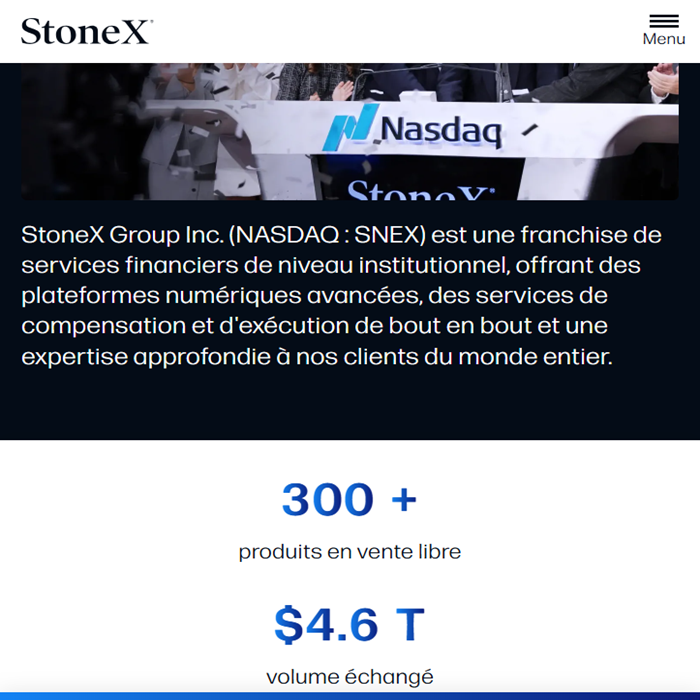 StoneX®
Menu
Nasdaq
StoneX®
StoneX Group Inc. (NASDAQ : SNEX) est une franchise de
services financiers de niveau institutionnel, offrant des
plateformes numériques avancées, des services de
compensation et d'exécution de bout en bout et une
expertise approfondie à nos clients du monde entier.
300 +
produits en vente libre
$4.6 T
volume échangé